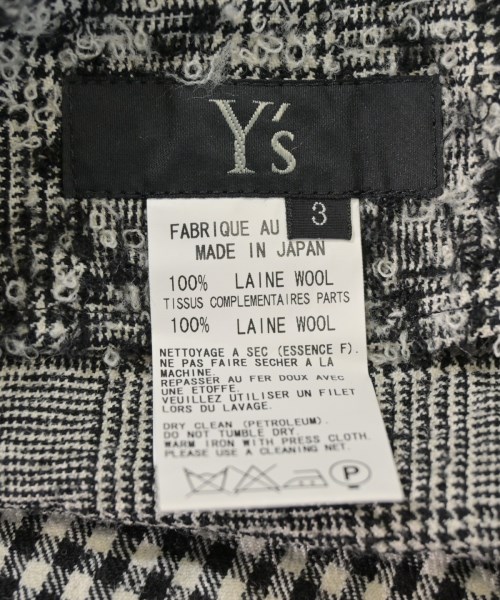 Y's
3
FABRIQUE AU
MADE IN JAPAN
100% LAINE WOOL
TISSUS COMPLEMENTAIRES PARTS
100% LAINE WOOL
NETTOYAGE A SEC (ESSENCE F).
NE PAS FAIRE SECHER A LA
MACHINE.
REPASSER AU FER DOUX AVEC
UNE ETOFFE.
VEUILLEZ UTILISER UN FILET
LORS DU LAVAGE.
DRY CLEAN (PETROLEUM).
DO NOT TUMBLE DRY.
WARM IRON WITH PRESS CLOTH.
PLEASE USE A CLEANING NET.
P